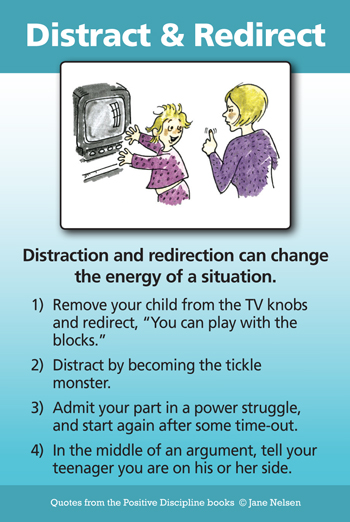 Distract & Redirect
Distraction and redirection can change
the energy of a situation.
1) Remove your child from the TV knobs
and redirect, “You can play with the
blocks.”
2) Distract by becoming the tickle
monster.
3) Admit your part in a power struggle,
and start again after some time-out.
4) In the middle of an argument, tell your
teenager you are on his or her side.
Quotes from the Positive Discipline books © Jane Nelsen